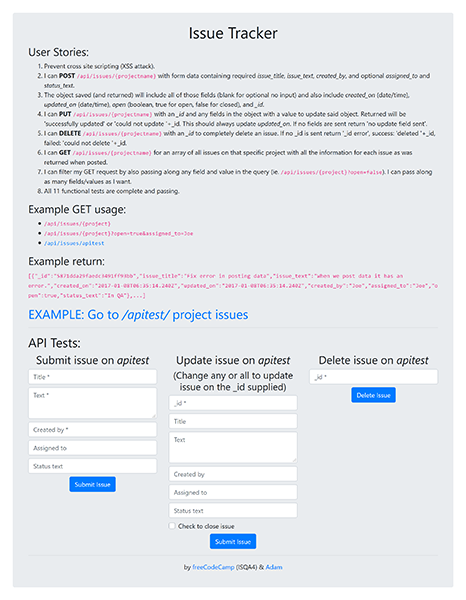 Issue Tracker
User Stories:
1. Prevent cross site scripting (XSS attack).
2. I can POST /api/issues/{projectname} with form data containing required issue_title, issue_text, created_by, and optional assigned_to and
status_text.
3. The object saved (and returned) will include all of those fields (blank for optional no input) and also include created_on (date/time),
updated_on (date/time), open (boolean, true for open, false for closed), and _id.
4. I can PUT /api/issues/{projectname} with an _id and any fields in the object with a value to update said object. Returned will be
'successfully updated' or 'could not update '+_id. This should always update updated_on. If no fields are sent return 'no update field sent'.
5. I can DELETE /api/issues/{projectname} with an _id to completely delete an issue. If no _id is sent return '_id error', success: 'deleted '+_id,
failed: 'could not delete '+_id.
6. I can GET /api/issues/{projectname} for an array of all issues on that specific project with all the information for each issue as was
returned when posted.
7. I can filter my GET request by also passing along any field and value in the query (ie. /api/issues/{project}?open=false). I can pass along
as many fields/values as I want.
8. All 11 functional tests are complete and passing.
Example GET usage:
/api/issues/{project}
/api/issues/{project}?open=true&assigned_to=Joe
/api/issues/apitest
Example return:
[{"_id":"5871dda29faedc3491ff93bb","issue_title":"Fix error in posting data","issue_text":"When we post data it has an
error.","created_on":"2017-01-08T06:35:14.240Z","updated_on":"2017-01-08T06:35:14.240Z","created_by":"Joe","assigned_to":"Joe","o
pen":true,"status_text":"In QA"},...]
EXAMPLE: Go to /apitest/ project issues
API Tests:
Submit issue on apitest
Title *
Text *
Created by *
Assigned to
Status text
Submit Issue
Update issue on apitest
(Change any or all to update
issue on the _id supplied)
_id *
Title
Text
Created by
Assigned to
Status text
Check to close issue
Submit Issue
Delete issue on apitest
_id *
Delete Issue
by freeCodeCamp (ISQA4) & Adam